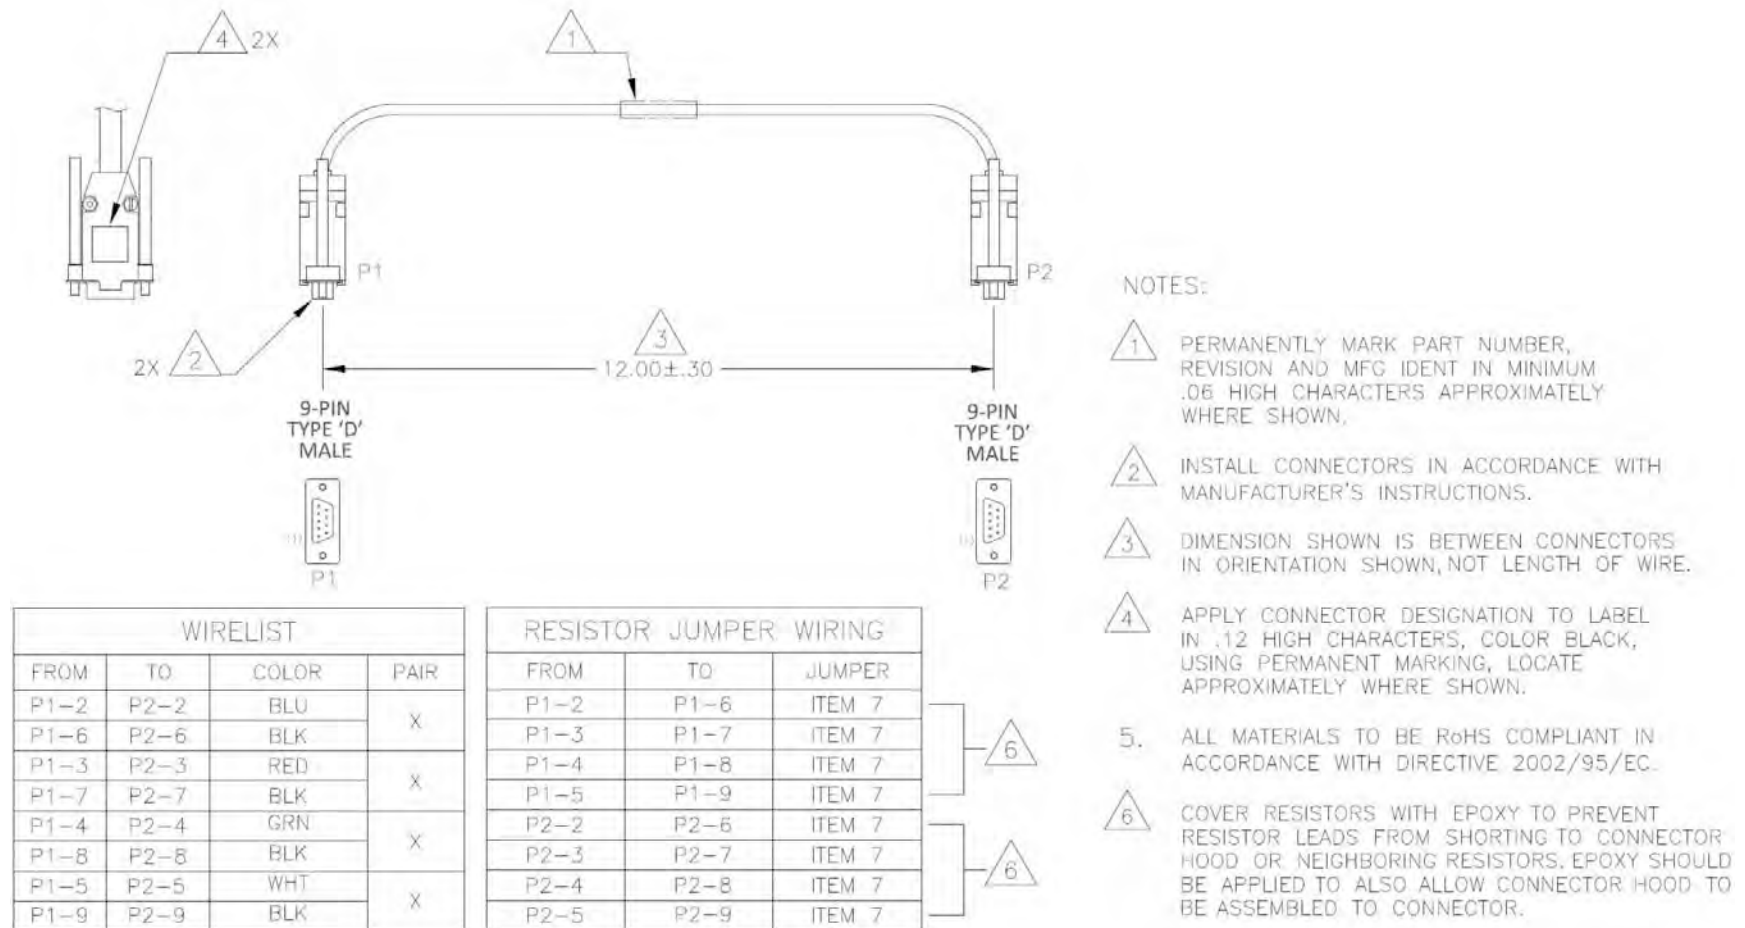 4 2X
1
P1
P2
2X 2
3
12.00±.30
9-PIN
TYPE 'D'
MALE
9-PIN
TYPE 'D'
MALE
P1
P2
WIRELIST
FROM TO COLOR PAIR
P1-2 P2-2 BLU X
P1-6 P2-6 BLK
P1-3 P2-3 RED X
P1-7 P2-7 BLK
P1-4 P2-4 GRN X
P1-8 P2-8 BLK
P1-5 P2-5 WHT X
P1-9 P2-9 BLK
RESISTOR JUMPER WIRING
FROM TO JUMPER
P1-2 P1-6 ITEM 7
P1-3 P1-7 ITEM 7
P1-4 P1-8 ITEM 7
P1-5 P1-9 ITEM 7
6
P2-2 P2-6 ITEM 7
P2-3 P2-7 ITEM 7
P2-4 P2-8 ITEM 7
P2-5 P2-9 ITEM 7
6
NOTES:
1 PERMANENTLY MARK PART NUMBER,
REVISION AND MFG IDENT IN MINIMUM
.06 HIGH CHARACTERS APPROXIMATELY
WHERE SHOWN.
2 INSTALL CONNECTORS IN ACCORDANCE WITH
MANUFACTURER'S INSTRUCTIONS.
3 DIMENSION SHOWN IS BETWEEN CONNECTORS
IN ORIENTATION SHOWN, NOT LENGTH OF WIRE.
4 APPLY CONNECTOR DESIGNATION TO LABEL
IN .12 HIGH CHARACTERS, COLOR BLACK,
USING PERMANENT MARKING, LOCATE
APPROXIMATELY WHERE SHOWN.
5. ALL MATERIALS TO BE RoHS COMPLIANT IN
ACCORDANCE WITH DIRECTIVE 2002/95/EC.
6 COVER RESISTORS WITH EPOXY TO PREVENT
RESISTOR LEADS FROM SHORTING TO CONNECTOR
HOOD OR NEIGHBORING RESISTORS. EPOXY SHOULD
BE APPLIED TO ALSO ALLOW CONNECTOR HOOD TO
BE ASSEMBLED TO CONNECTOR.